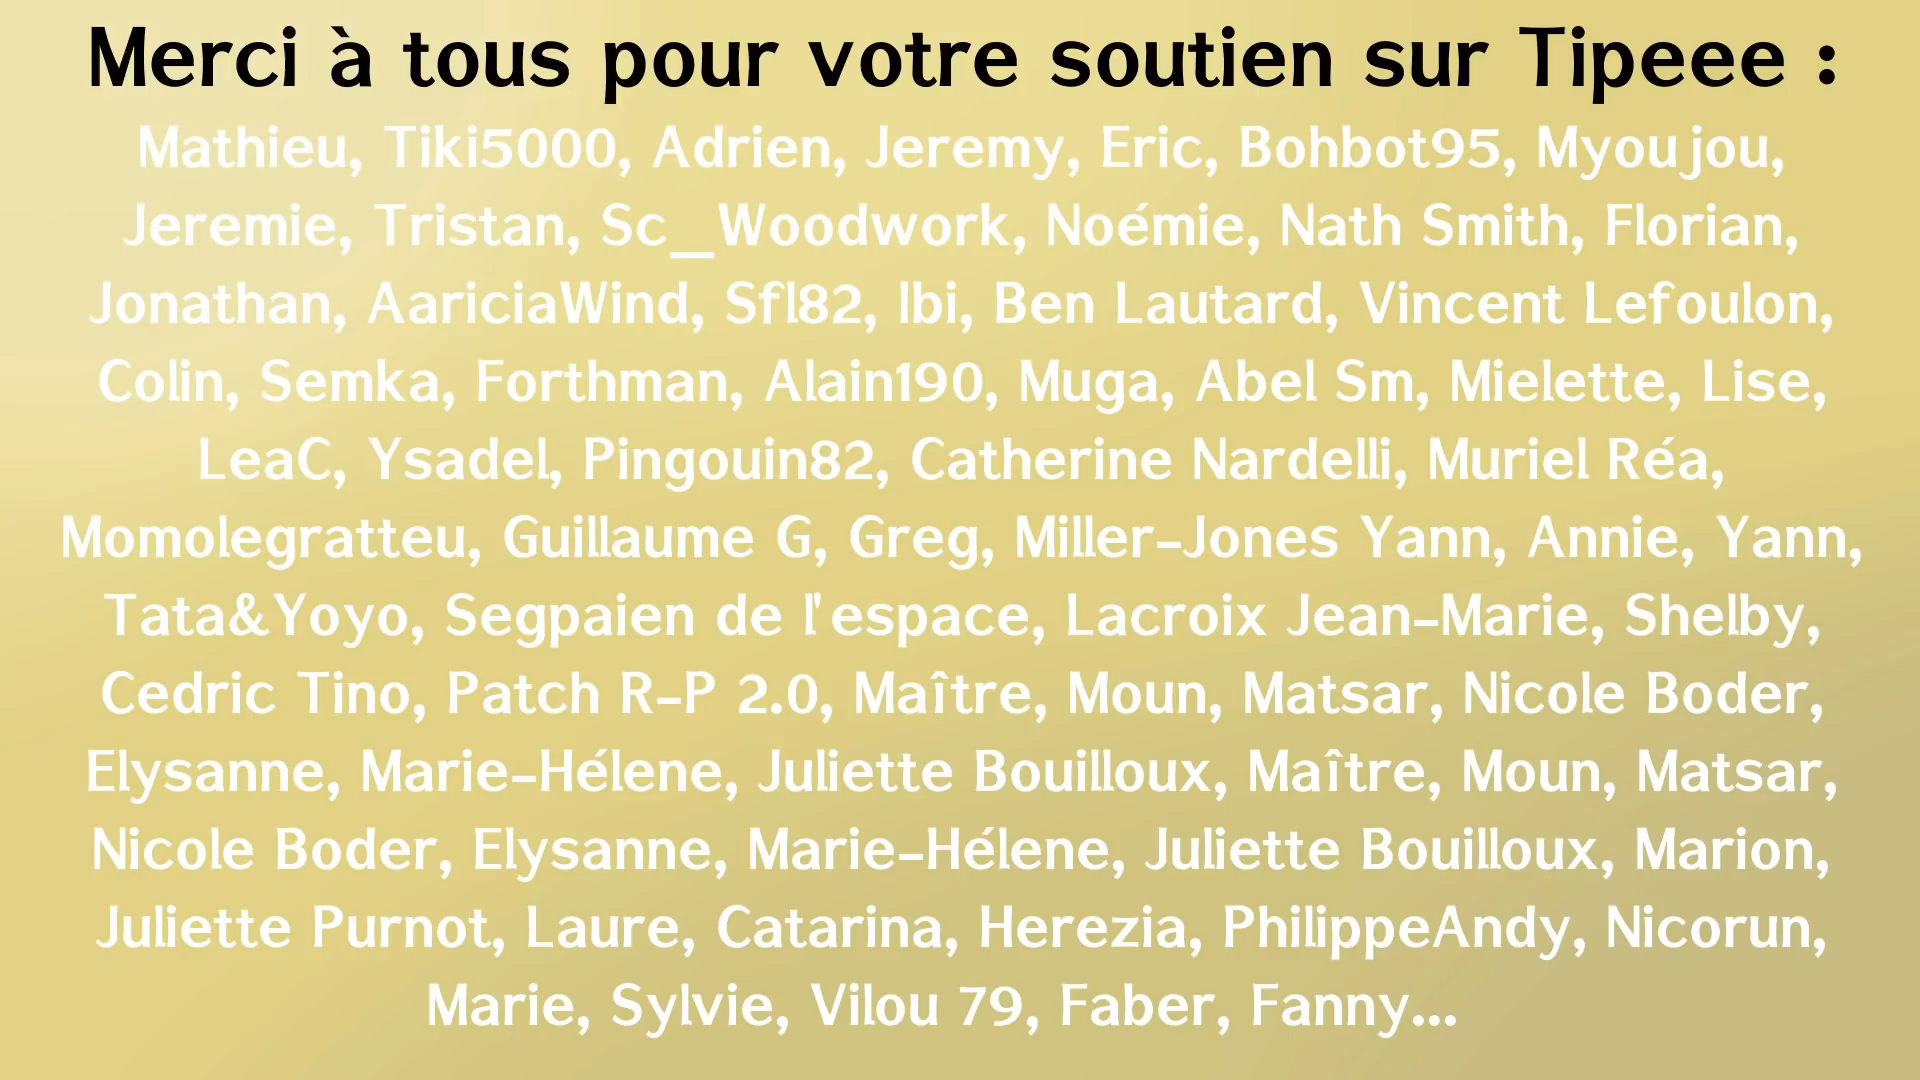 Merci à tous pour votre soutien sur Tipeee :
Mathieu, Tiki5000, Adrien, Jeremy, Eric, Bohbot95, Myoujou,
Jeremie, Tristan, Sc_Woodwork, Noémie, Nath Smith, Florian,
Jonathan, AariciaWind, Sfl82, Ibi, Ben Lautard, Vincent Lefoulon,
Colin, Semka, Forthman, Alain190, Muga, Abel Sm, Mielette, Lise,
LeaC, Ysadel, Pingouin82, Catherine Nardelli, Muriel Réa,
Momolegratteu, Guillaume G, Greg, Miller-Jones Yann, Annie, Yann,
Tata&Yoyo, Segpaien de l'espace, Lacroix Jean-Marie, Shelby,
Cedric Tino, Patch R-P 2.0, Maître, Moun, Matsar, Nicole Boder,
Elysanne, Marie-Hélene, Juliette Bouilloux, Maître, Moun, Matsar,
Nicole Boder, Elysanne, Marie-Hélene, Juliette Bouilloux, Marion,
Juliette Purnot, Laure, Catarina, Herezia, PhilippeAndy, Nicorun,
Marie, Sylvie, Vilou 79, Faber, Fanny...